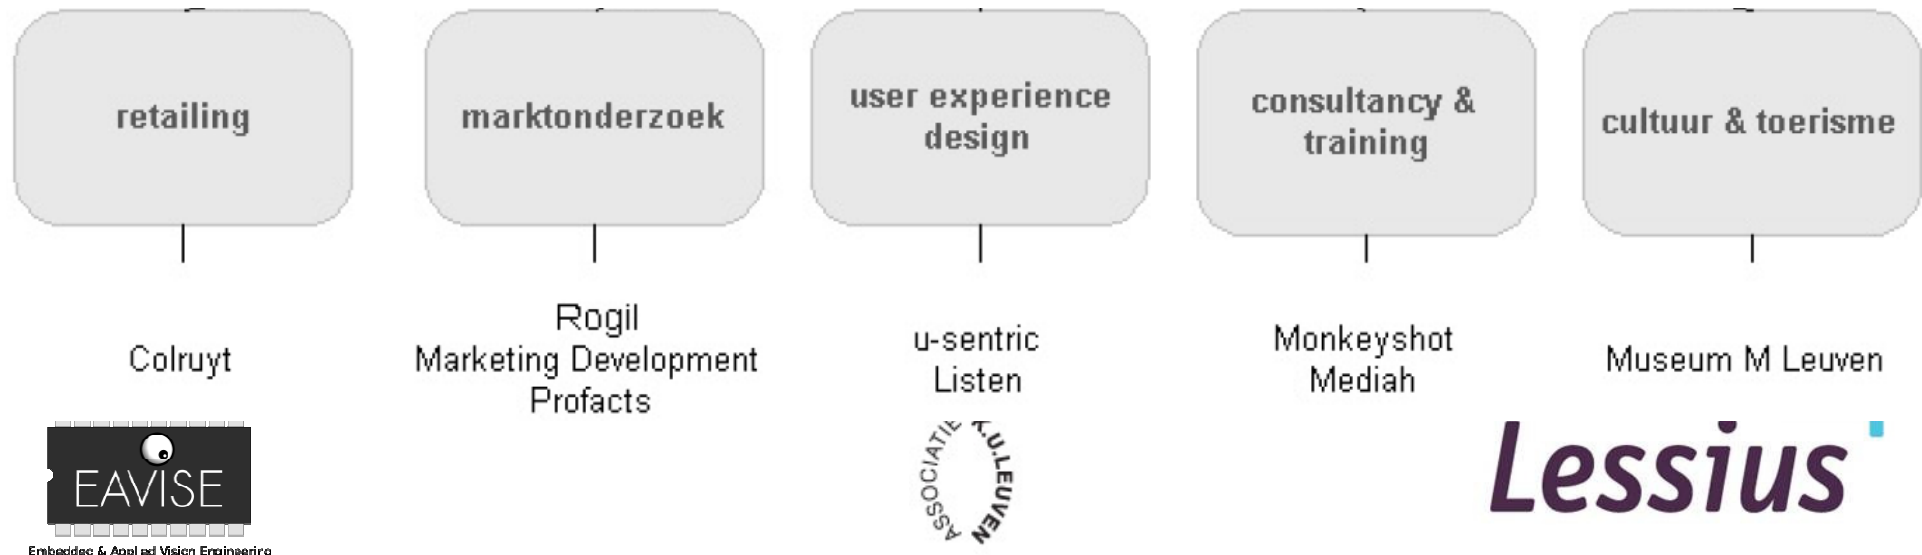 retailing
marktonderzoek
user experience
design
consultancy &
training
cultuur & toerisme
Colruyt
Rogil
Marketing Development
Profacts
u-sentric
Listen
Monkeyshot
Mediah
Museum M Leuven
EAVISE
Embedded & Applied Vision Engineering
ASSOCIATIE
K.U.LEUVEN
Lessius